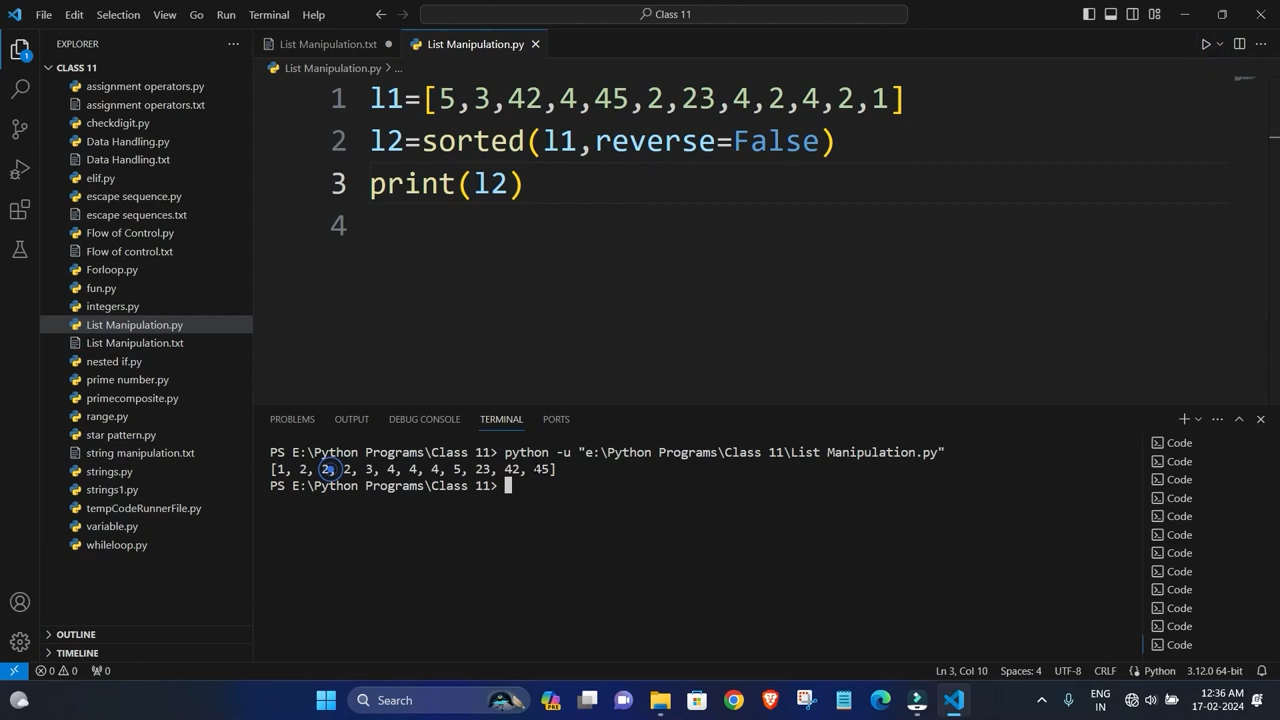 File Edit Selection View Go Run Terminal Help
Class 11
EXPLORER
List Manipulation.txt
List Manipulation.py
CLASS 11
List Manipulation.py > ...
assignment operators.py
assignment operators.txt
checkdigit.py
Data Handling.py
Data Handling.txt
elif.py
escape sequence.py
escape sequences.txt
Flow of Control.py
Flow of control.txt
Forloop.py
fun.py
integers.py
List Manipulation.py
List Manipulation.txt
nested if.py
prime number.py
primecomposite.py
range.py
star pattern.py
string manipulation.txt
strings.py
strings1.py
tempCodeRunnerFile.py
variable.py
whileloop.py
OUTLINE
TIMELINE
1 l1=[5,3,42,4,45,2,23,4,2,4,2,1]
2 l2=sorted(l1,reverse=False)
3 print(l2)
4
PROBLEMS OUTPUT DEBUG CONSOLE TERMINAL PORTS
PS E:\Python Programs\Class 11> python -u "e:\Python Programs\Class 11\List Manipulation.py"
[1, 2, 2, 2, 3, 4, 4, 4, 5, 23, 42, 45]
PS E:\Python Programs\Class 11>
Code
Code
Code
Code
Code
Code
Code
Code
Code
Code
Code
Code
0 0 0
Ln 3, Col 10 Spaces: 4 UTF-8 CRLF Python 3.12.0 64-bit
1
Search
PRE
ENG
IN
12:36 AM
17-02-2024